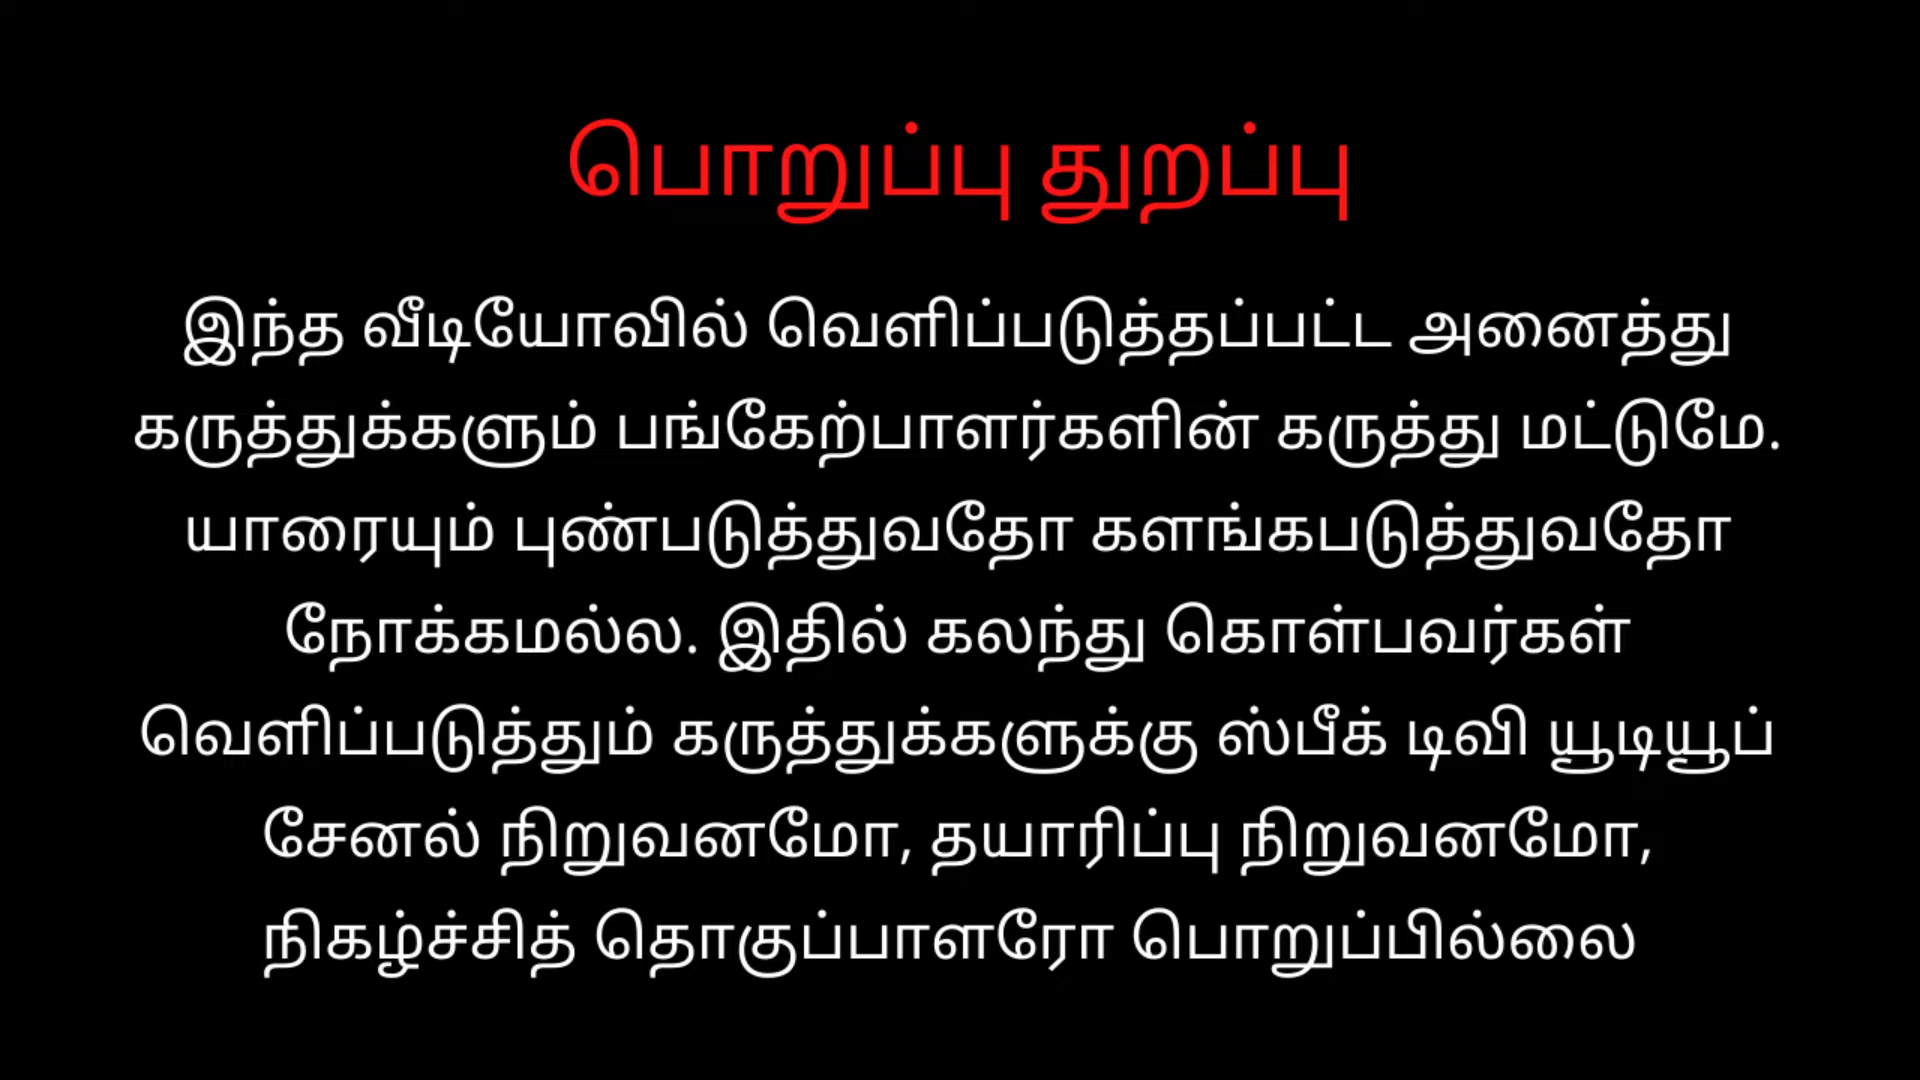 பொறுப்பு துறப்பு
இந்த வீடியோவில் வெளிப்படுத்தப்பட்ட அனைத்து
கருத்துக்களும் பங்கேற்பாளர்களின் கருத்து மட்டுமே.
யாரையும் புண்படுத்துவதோ களங்கபடுத்துவதோ
நோக்கமல்ல. இதில் கலந்து கொள்பவர்கள்
வெளிப்படுத்தும் கருத்துக்களுக்கு ஸ்பீக் டிவி யூடியூப்
சேனல் நிறுவனமோ, தயாரிப்பு நிறுவனமோ,
நிகழ்ச்சித் தொகுப்பாளரோ பொறுப்பில்லை